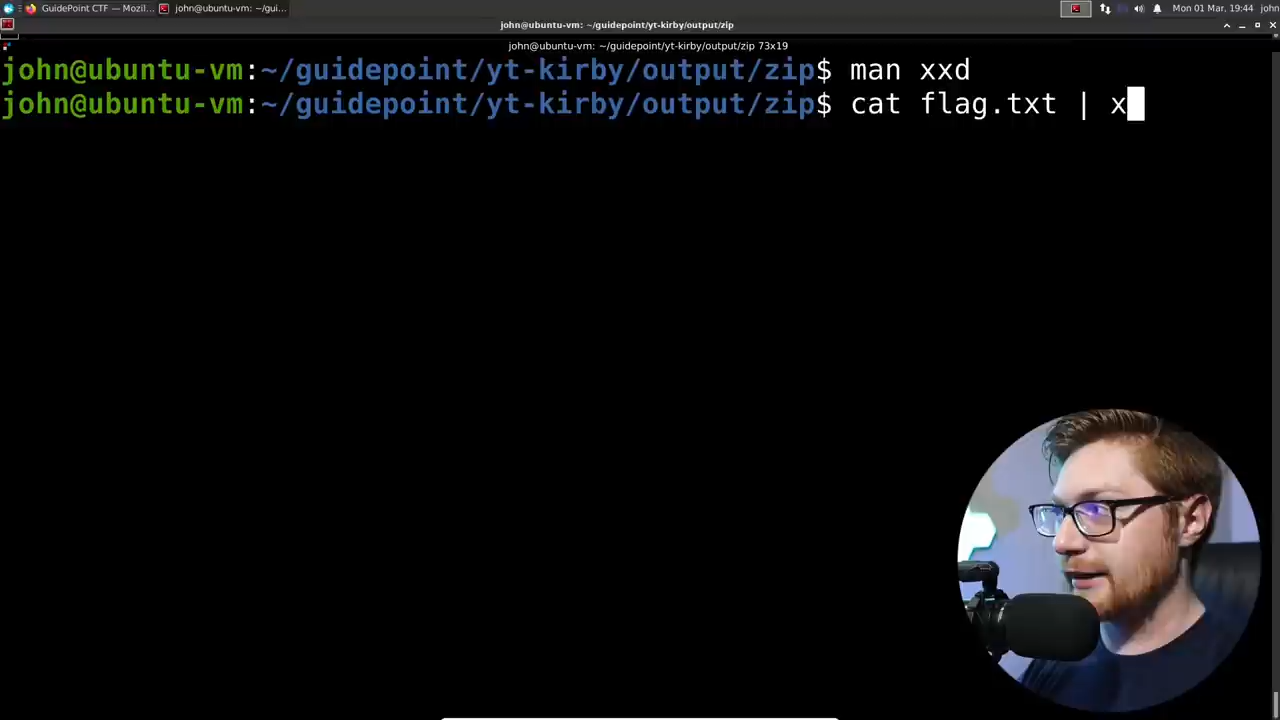 GuidePoint CTF — Mozil...
john@ubuntu-vm: ~/gui...
Mon 01 Mar, 19:44
john
john@ubuntu-vm: ~/guidepoint/yt-kirby/output/zip
john@ubuntu-vm: ~/guidepoint/yt-kirby/output/zip 73x19
john@ubuntu-vm:~/guidepoint/yt-kirby/output/zip$ man xxd
john@ubuntu-vm:~/guidepoint/yt-kirby/output/zip$ cat flag.txt | x